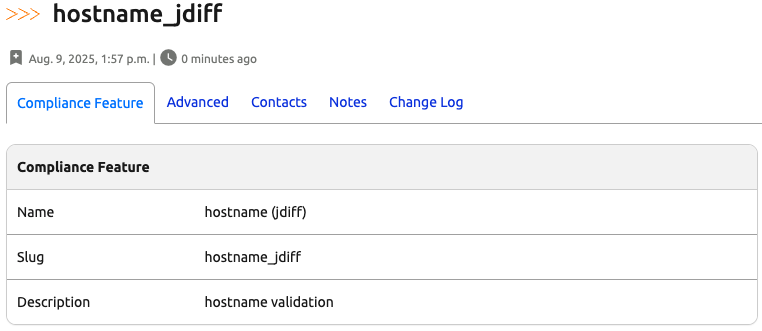 >>> hostname_jdiff
Aug. 9, 2025, 1:57 p.m. | 0 minutes ago
Compliance Feature Advanced Contacts Notes Change Log
Compliance Feature
Name hostname (jdiff)
Slug hostname_jdiff
Description hostname validation